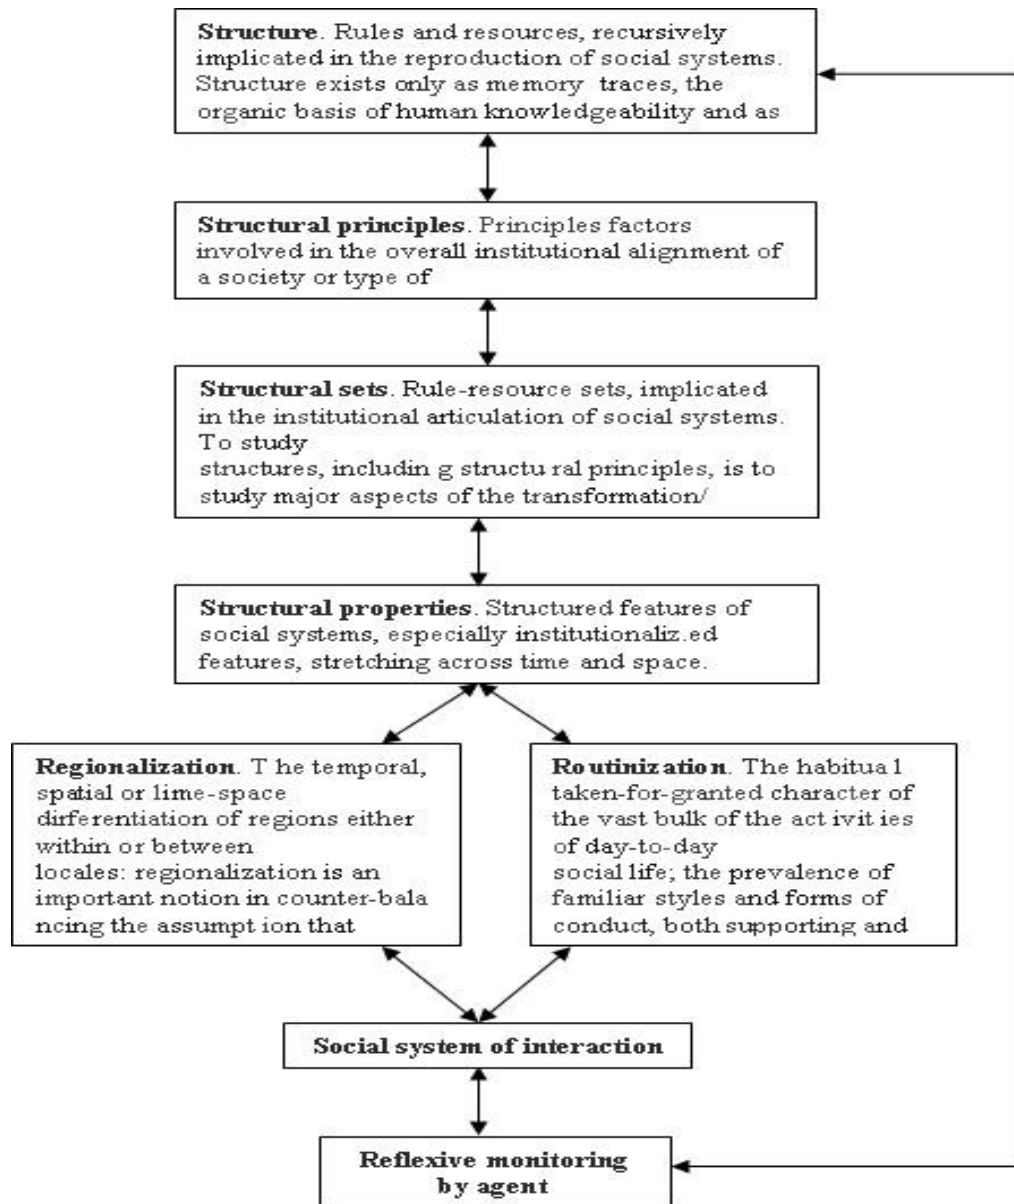 Structure. Rules and resources, recursively
implicated in the reproduction of social systems.
Structure exists only as memory traces, the
organic basis of human knowledgeability and as
Structural principles. Principles factors
involved in the overall institutional alignment of
a society or type of
Structural sets. Rule-resource sets, implicated
in the institutional articulation of social systems.
To study
structures, includin g structu ral principles, is to
study major aspects of the transformation/
Structural properties. Structured features of
social systems, especially institutionaliz.ed
features, stretching across time and space.
Regionalization. T he temporal,
spatial or lime-space
dirferentiation of regions either
within or between
locales: regionalization is an
important notion in counter-bala
ncing the assumpt ion that
Routinization. The habitua l
taken-for-granted character of
the vast bulk of the act ivit ies
of day-to-day
social life; the prevalence of
familiar styles and forms of
conduct, both supporting and
Social system of interaction
Reflexive monitoring
by agent